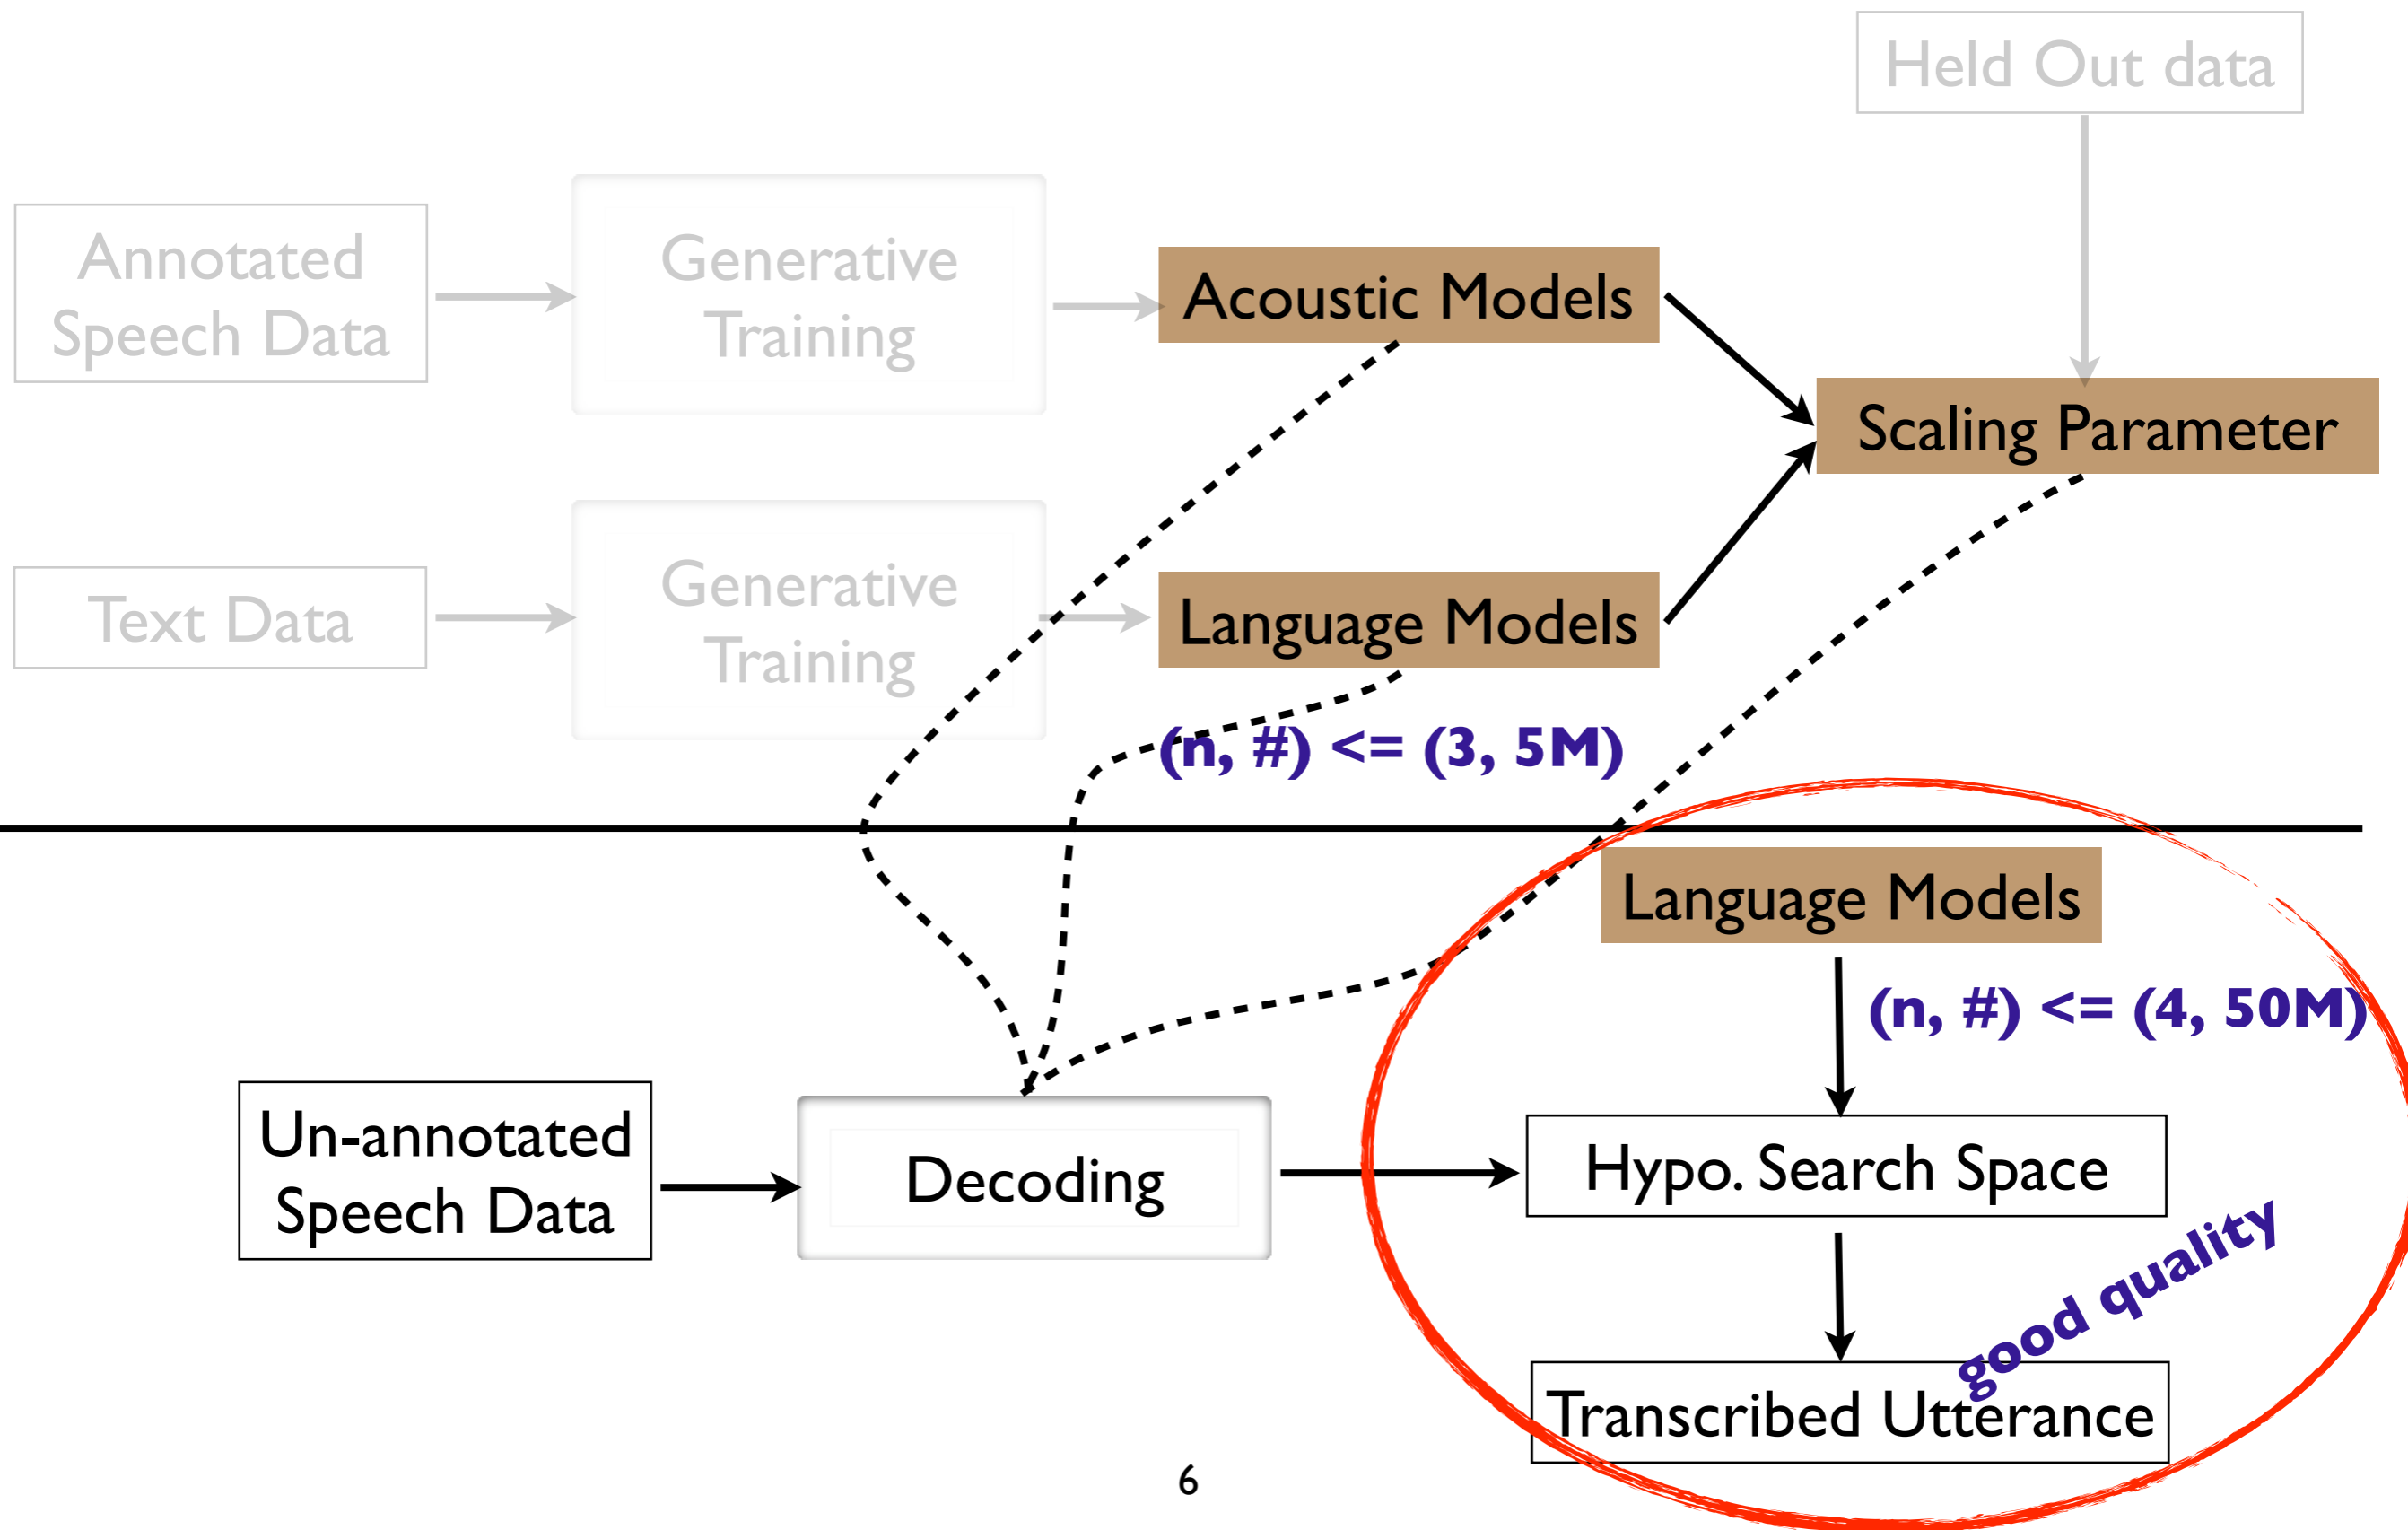 Held Out data
Annotated
Speech Data
Generative
Training
Acoustic Models
Scaling Parameter
Text Data
Generative
Training
Language Models
(n, #) <= (3, 5M)
Language Models
(n, #) <= (4, 50M)
Un-annotated
Speech Data
Decoding
Hypo. Search Space
good quality
Transcribed Utterance
6